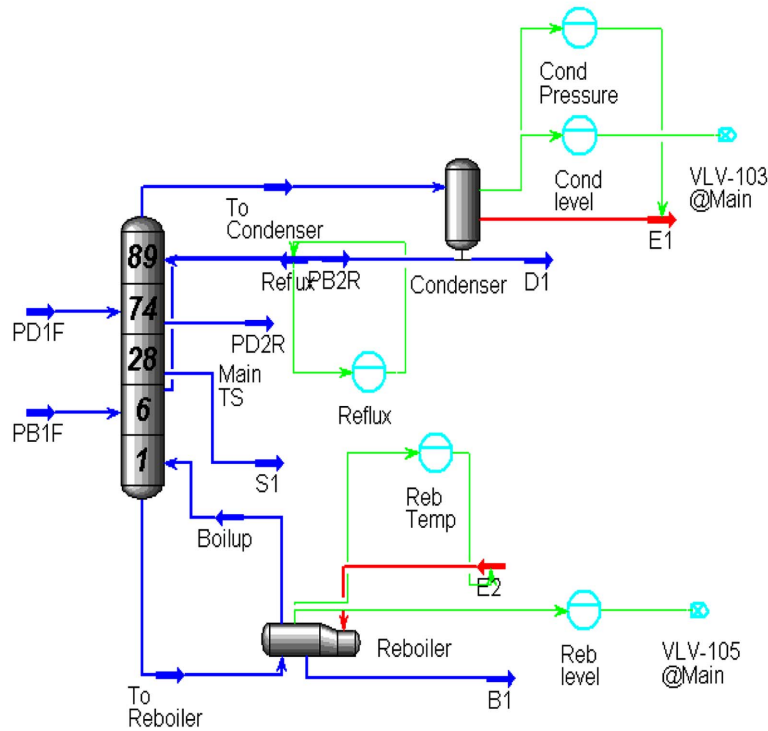 Cond
Pressure
Cond
level
VLV-103
@Main
To
Condenser
E1
89
Reflux
PB2R
Condenser
D1
PD1F
74
PD2R
28
Main
TS
Reflux
PB1F
6
1
S1
Reb
Temp
Boilup
E2
Reboiler
Reb
level
VLV-105
@Main
To
Reboiler
B1